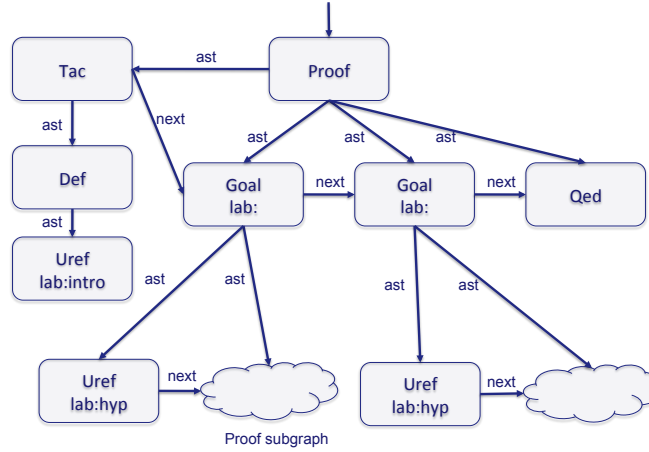 ast
Tac
Proof
ast
next
ast
ast
ast
Def
Goal
lab:
next
Goal
lab:
next
Qed
ast
Uref
lab:intro
ast
ast
ast
ast
Uref
lab:hyp
next
Uref
lab:hyp
next
Proof subgraph